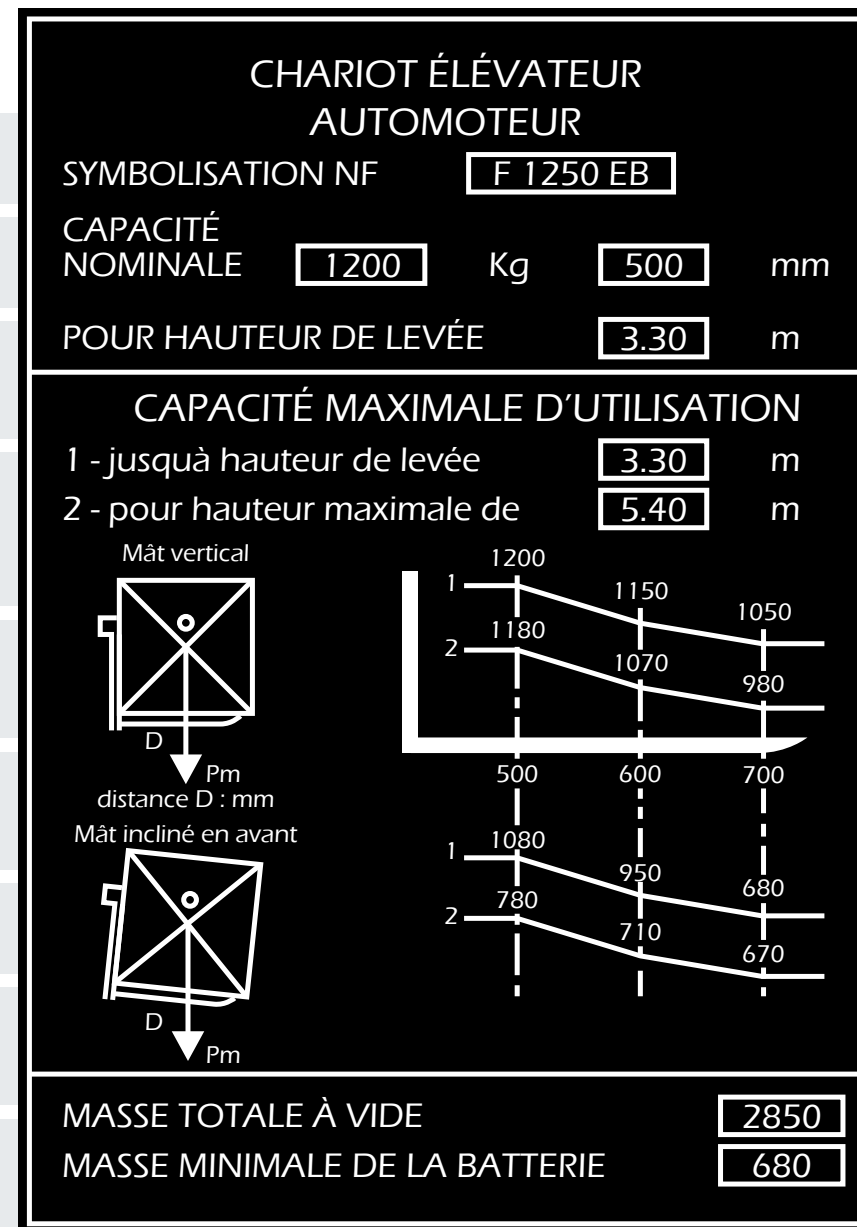 CHARIOT ÉLÉVATEUR
AUTOMOTEUR
SYMBOLISATION NF F 1250 EB
CAPACITÉ
NOMINALE 1200 Kg 500 mm
POUR HAUTEUR DE LEVÉE 3.30 m
CAPACITÉ MAXIMALE D'UTILISATION
1 - jusquà hauteur de levée 3.30 m
2 - pour hauteur maximale de 5.40 m
Mât vertical
D
Pm
distance D : mm
1200
1 1150
1050
1180
2 1070
980
500 600 700
Mât incliné en avant
D
Pm
1080
1 950
680
780
2 710
670
MASSE TOTALE À VIDE 2850
MASSE MINIMALE DE LA BATTERIE 680